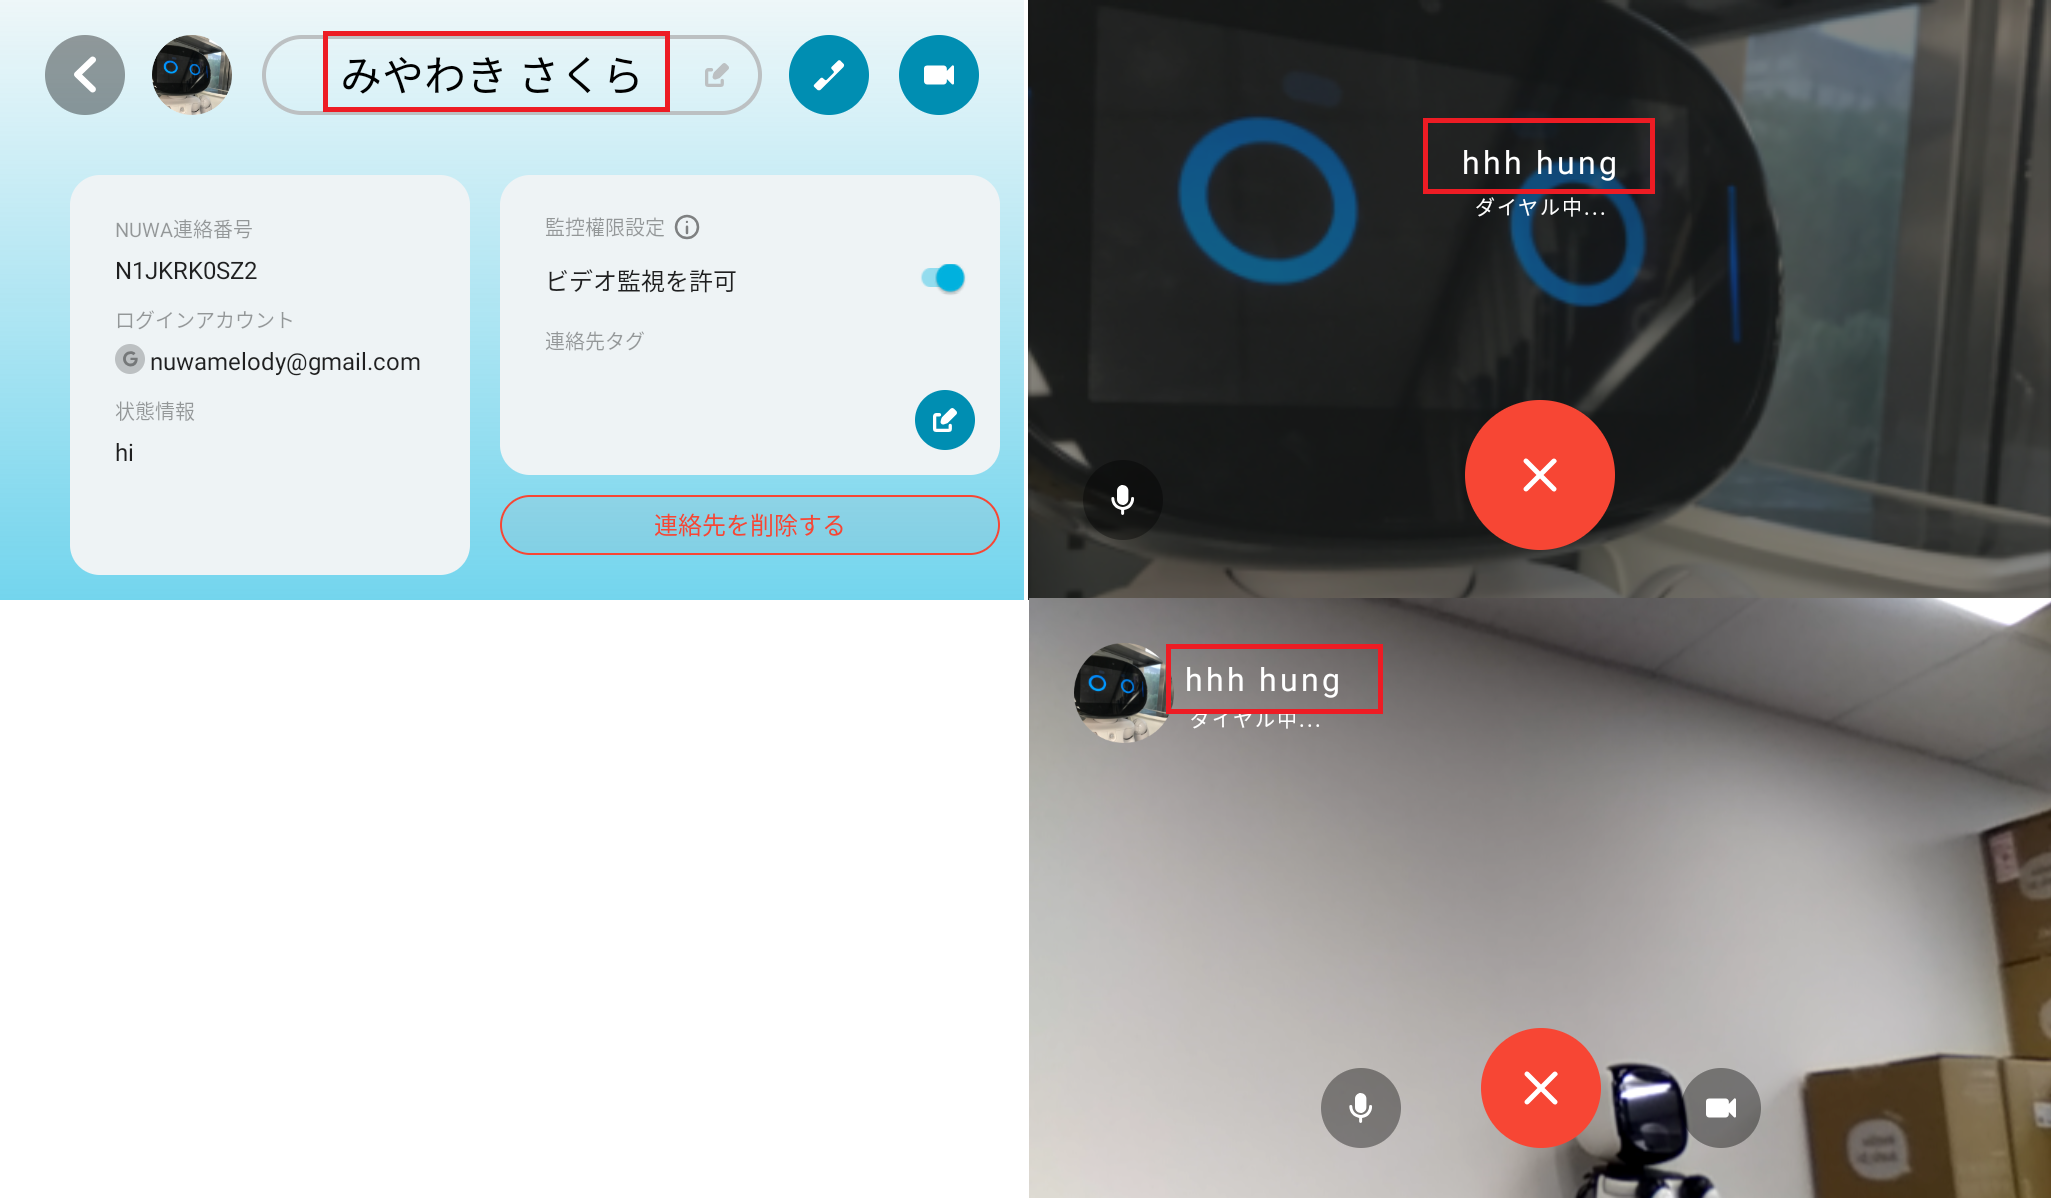 みやわき さくら
NUWA連絡番号
N1JKRK0SZ2
ログインアカウント
G nuwamelody@gmail.com
状態情報
hi
監控權限設定
ビデオ監視を許可
連絡先タグ
連絡先を削除する
hhh hung
ダイヤル中...
hhh hung
ダイヤル中...